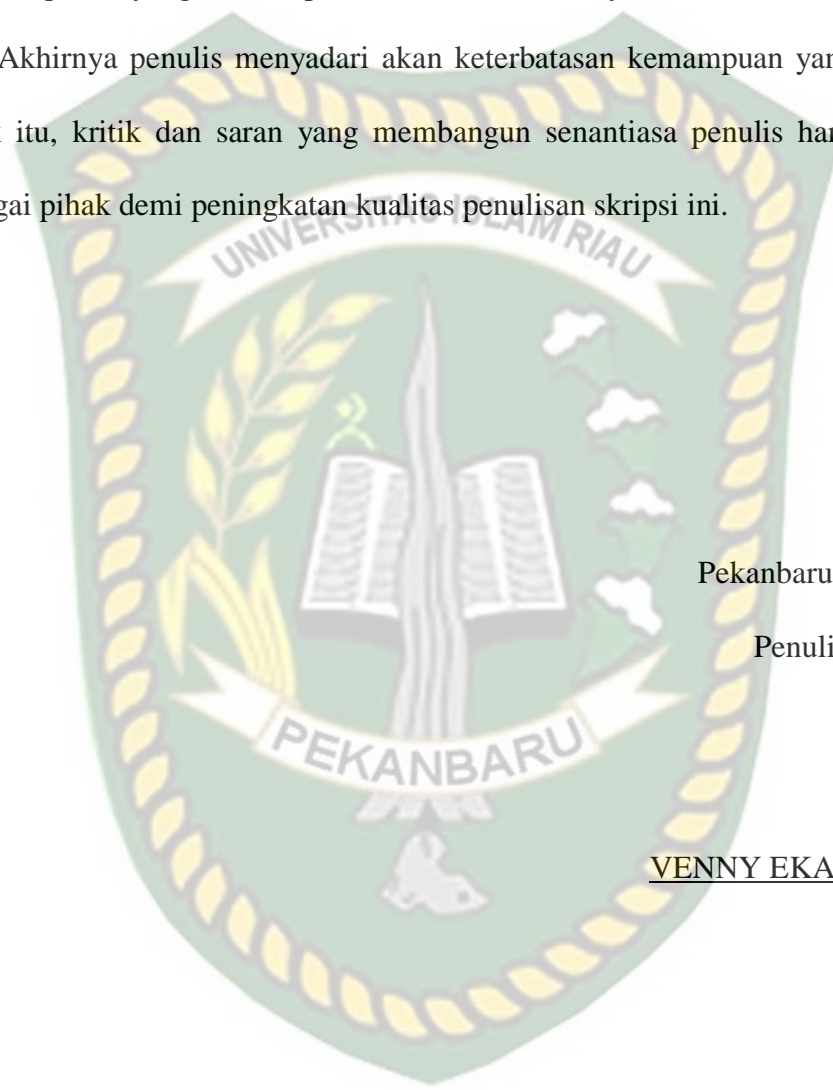 Akhirnya penulis menyadari akan keterbatasan kemampuan yan
itu, kritik dan saran yang membangun senantiasa penulis har
gai pihak demi peningkatan kualitas penulisan skripsi ini.
UNIVERSITAS ISLAM RIAU
Pekanbaru
Penuli
PEKANBARU
VENNY EKA